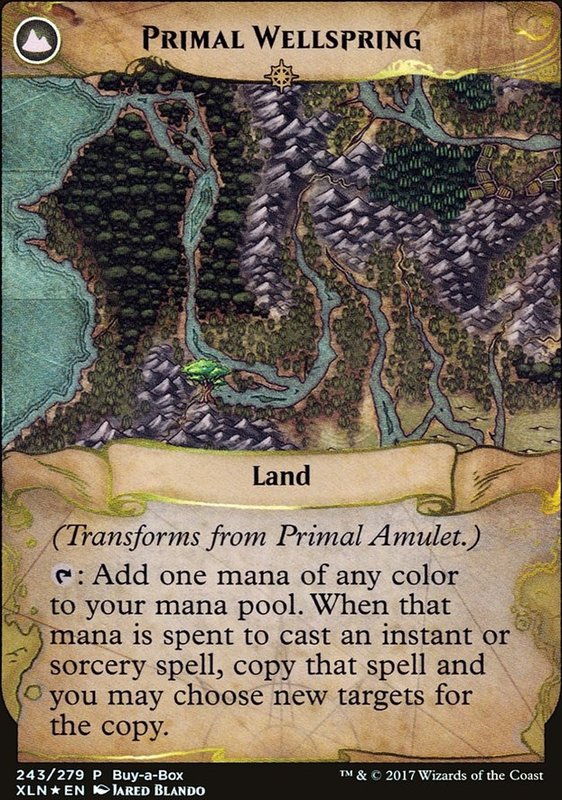 Primal Wellspring
Land
(Transforms from Primal Amulet.)
: Add one mana of any color
to your mana pool. When that
mana is spent to cast an instant or
sorcery spell, copy that spell and
you may choose new targets for
the copy.
243/279 P Buy-a-Box
XLN★EN Jared Blando
™ & © 2017 Wizards of the Coast